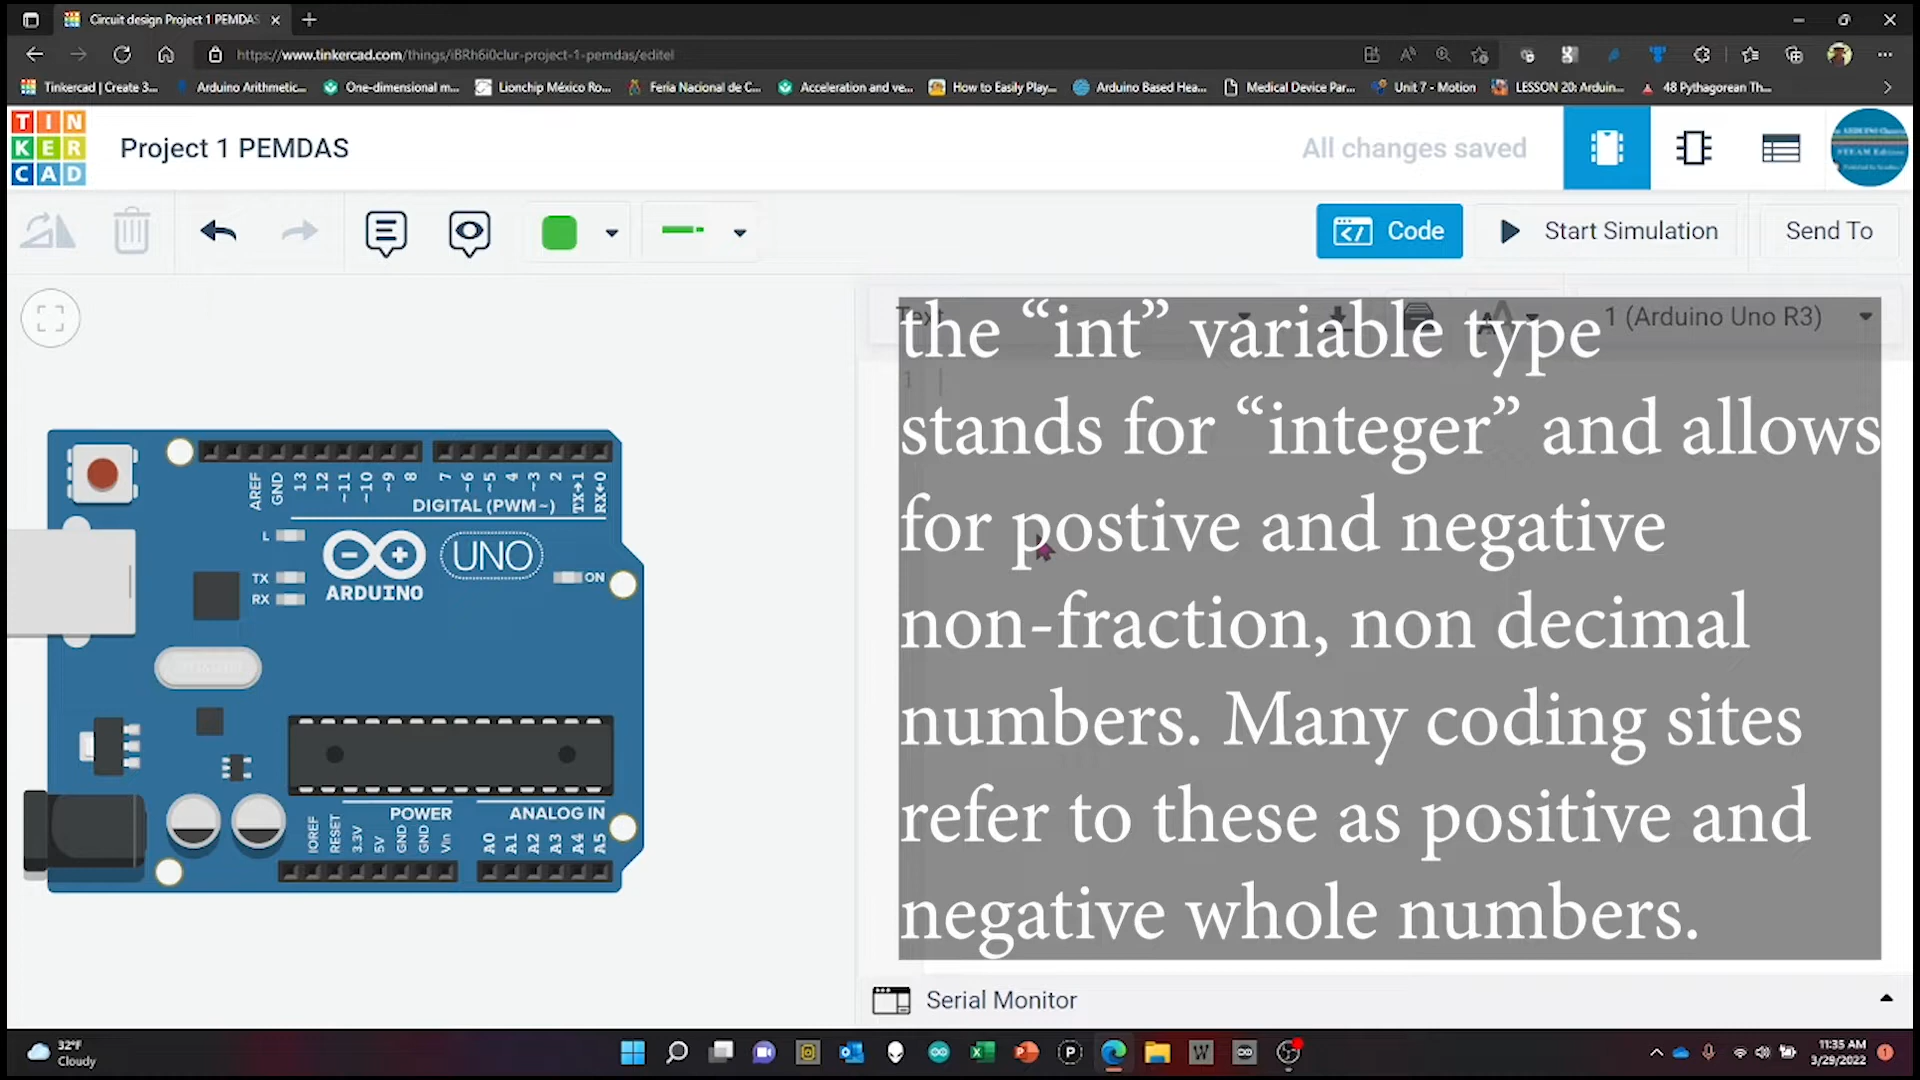 Circuit design Project 1 PEMDAS
https://www.tinkercad.com/things/iBRh6i0clur-project-1-pemdas/editel
Tinkercad | Create 3...
Arduino Arithmetic...
One-dimensional m...
Lionchip México Ro...
Feria Nacional de C...
Acceleration and ve...
How to Easily Play...
Arduino Based Hea...
Medical Device Par...
Unit 7 - Motion
LESSON 20: Arduin...
48 Pythagorean Th...
TIN
KER
CAD
Project 1 PEMDAS
All changes saved
Code
Start Simulation
Send To
Text
1 (Arduino Uno R3)
1
the “int” variable type
stands for “integer” and allows
for postive and negative
non-fraction, non decimal
numbers. Many coding sites
refer to these as positive and
negative whole numbers.
AREF
GND
13
12
~11
~10
~9
8
7
~6
~5
4
~3
2
TX→1
RX←0
DIGITAL (PWM~)
L
TX
RX
ARDUINO
UNO
ON
POWER
ANALOG IN
IOREF
RESET
3.3V
5V
GND
GND
Vin
A0
A1
A2
A3
A4
A5
Serial Monitor
32°F
Cloudy
11:35 AM
3/29/2022
1